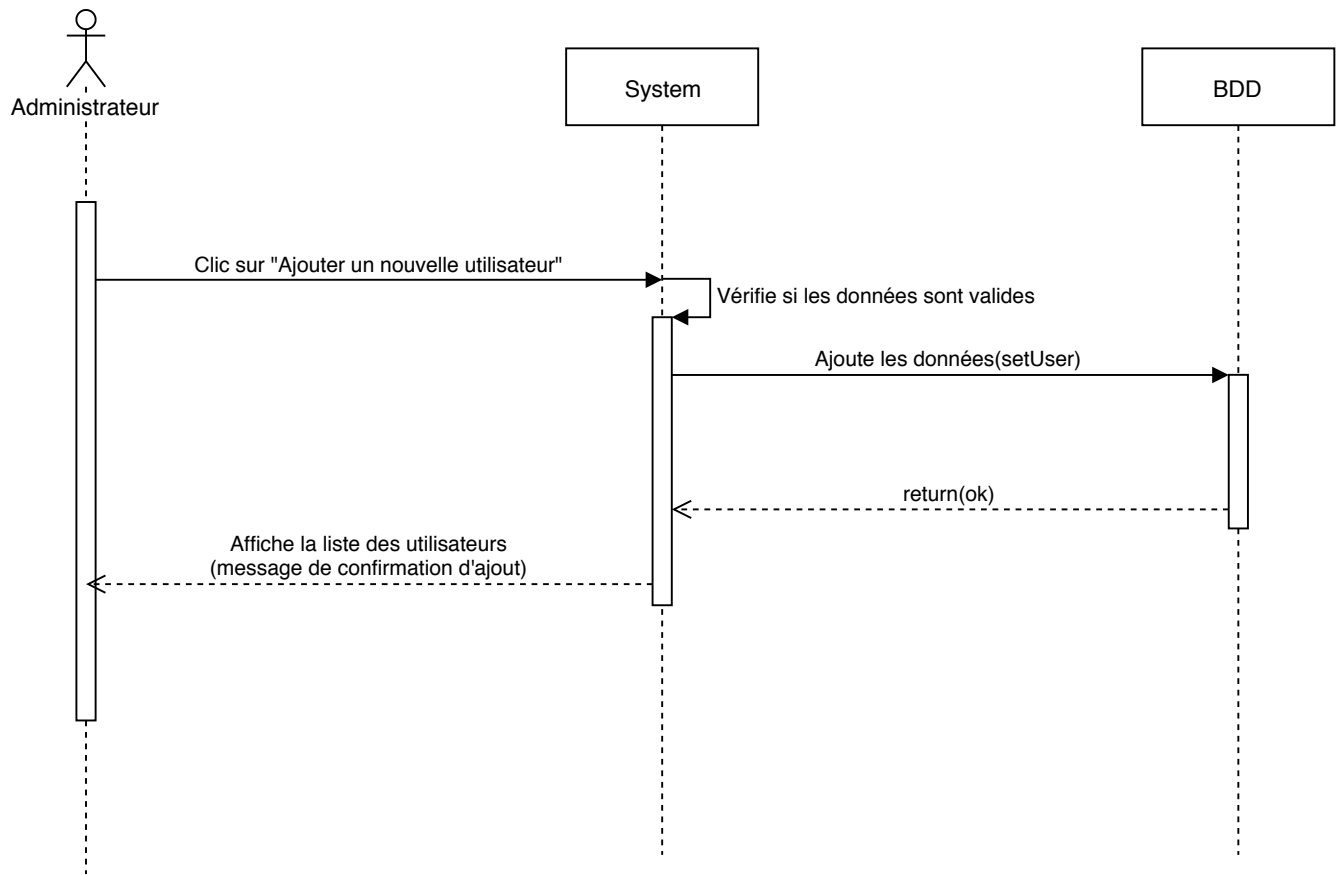 Administrateur
System
BDD
Clic sur "Ajouter un nouvelle utilisateur"
Vérifie si les données sont valides
Ajoute les données(setUser)
return(ok)
Affiche la liste des utilisateurs
(message de confirmation d'ajout)